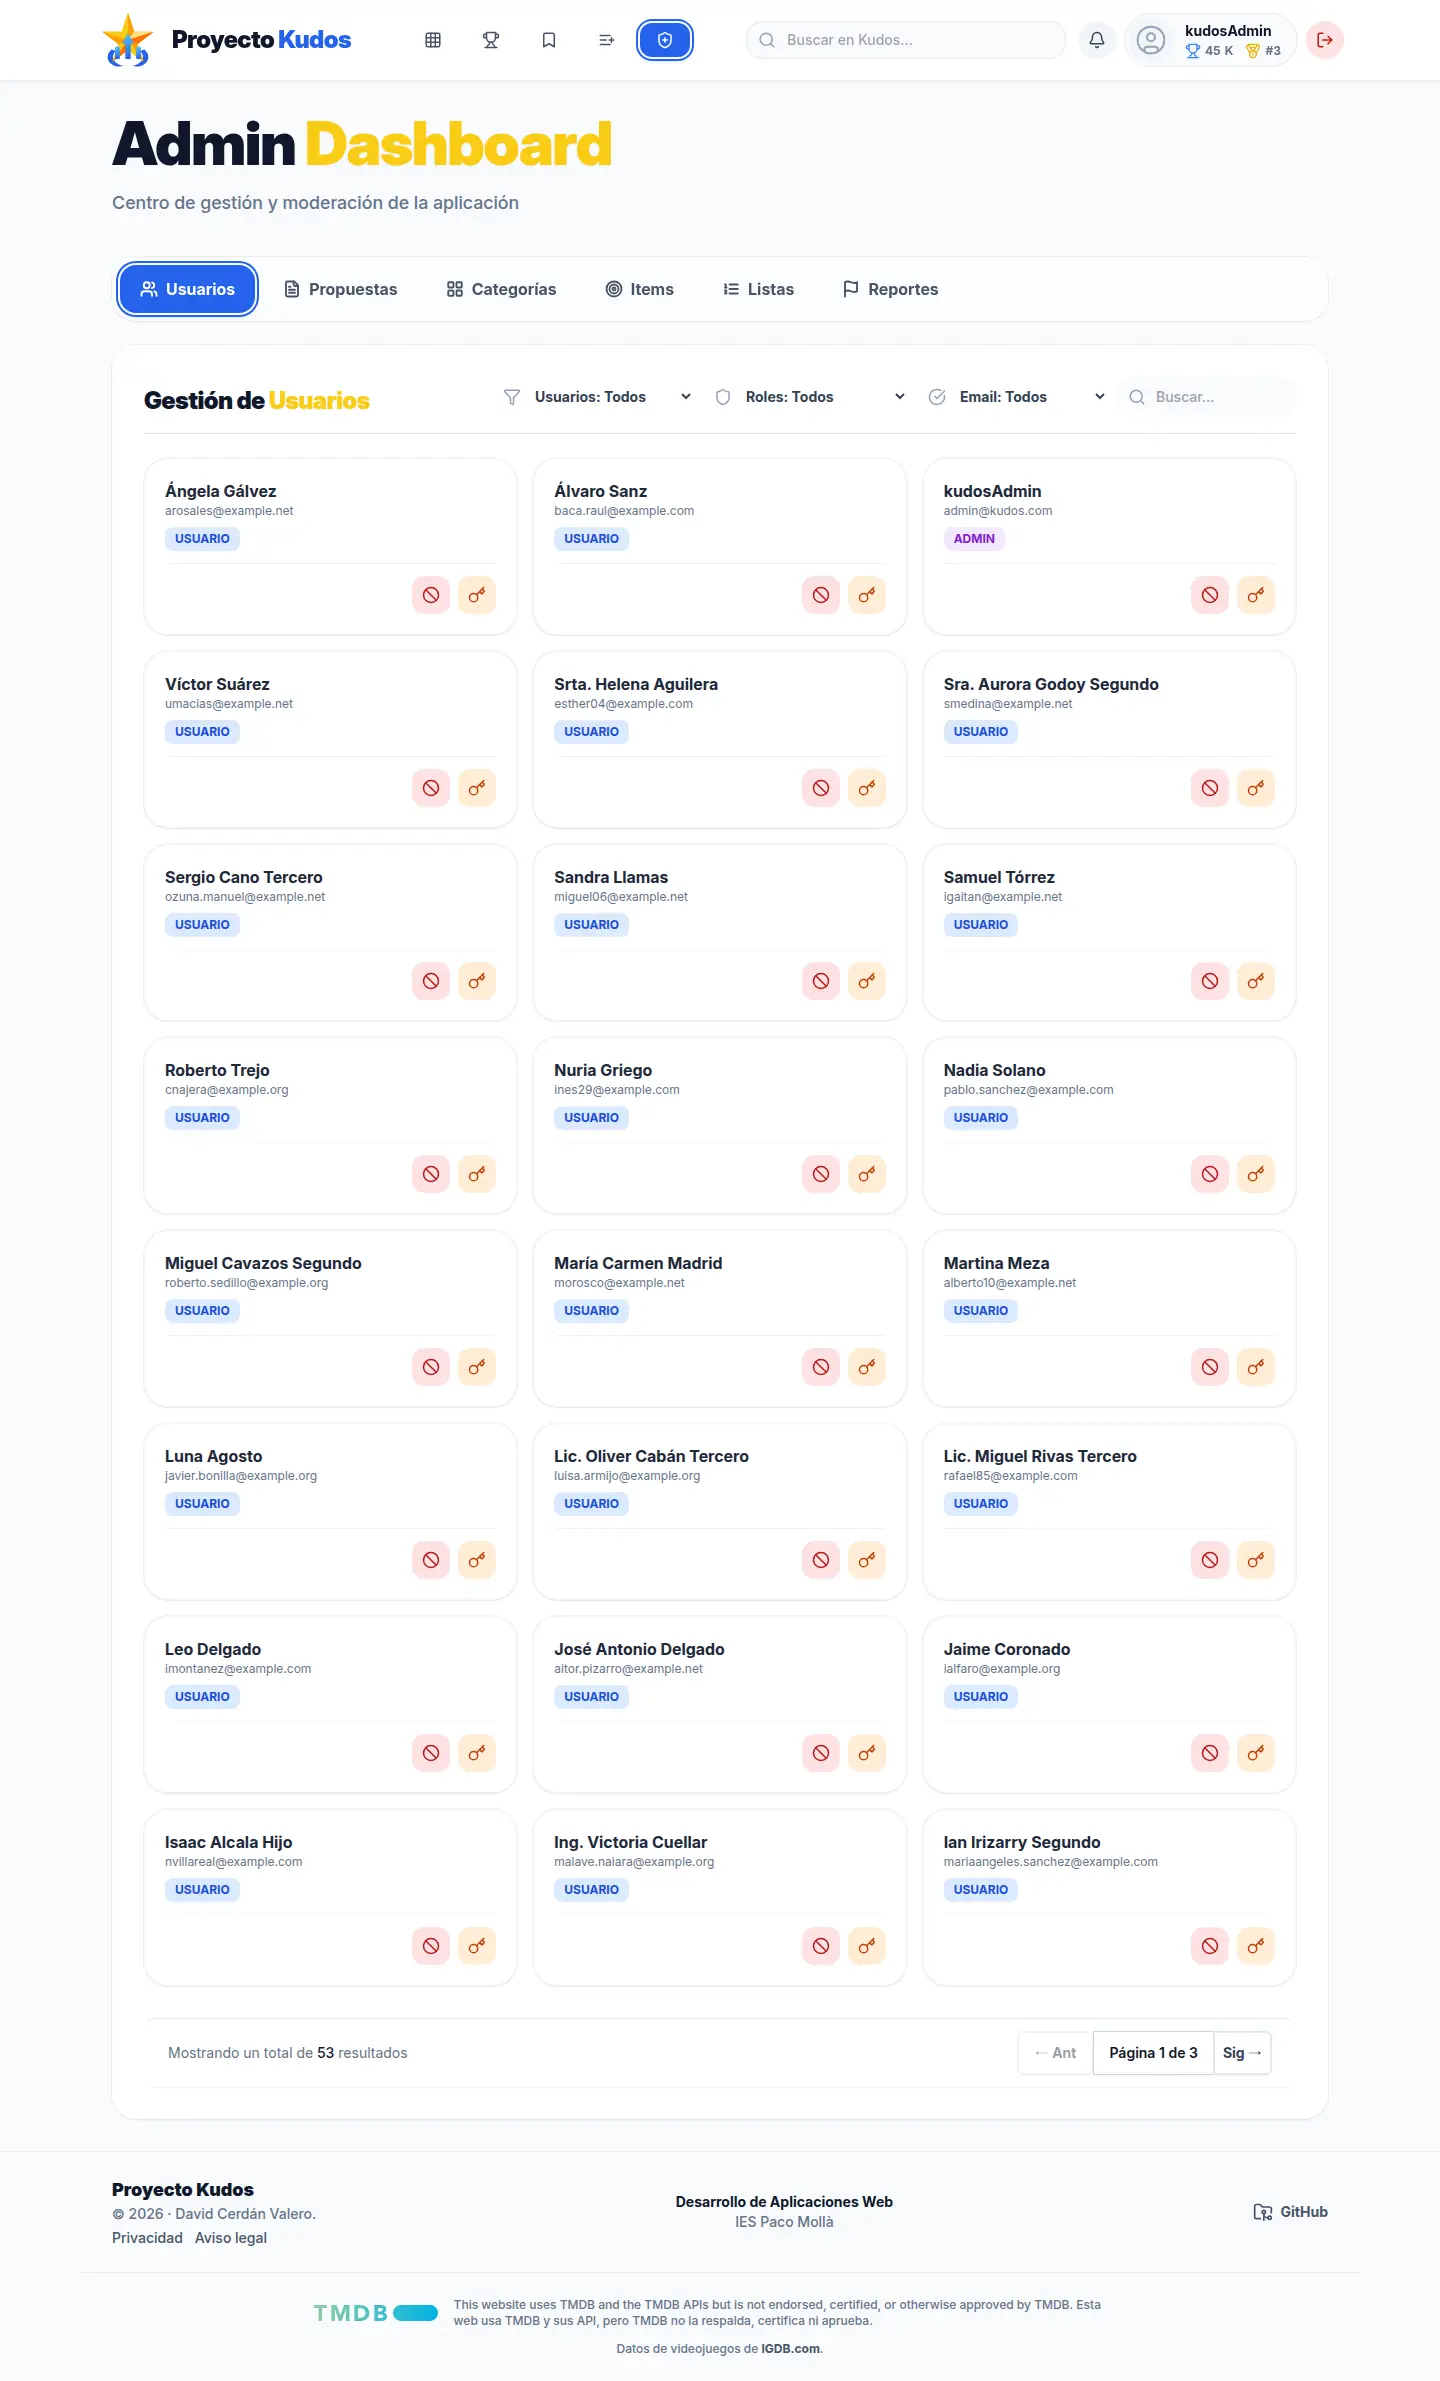 Proyecto Kudos
Buscar en Kudos...
kudosAdmin
45 K #3
Admin Dashboard
Centro de gestión y moderación de la aplicación
Usuarios Propuestas Categorías Items Listas Reportes
Gestión de Usuarios
Usuarios: Todos Roles: Todos Email: Todos Buscar...
Ángela Gálvez
arosales@example.net
USUARIO
Álvaro Sanz
baca.raul@example.com
USUARIO
kudosAdmin
admin@kudos.com
ADMIN
Víctor Suárez
umacias@example.net
USUARIO
Srta. Helena Aguilera
esther04@example.com
USUARIO
Sra. Aurora Godoy Segundo
smedina@example.net
USUARIO
Sergio Cano Tercero
ozuna.manuel@example.net
USUARIO
Sandra Llamas
miguel06@example.net
USUARIO
Samuel Tórrez
igaitan@example.net
USUARIO
Roberto Trejo
cnajera@example.org
USUARIO
Nuria Griego
ines29@example.com
USUARIO
Nadia Solano
pablo.sanchez@example.com
USUARIO
Miguel Cavazos Segundo
roberto.sedillo@example.org
USUARIO
María Carmen Madrid
morosco@example.net
USUARIO
Martina Meza
alberto10@example.net
USUARIO
Luna Agosto
javier.bonilla@example.org
USUARIO
Lic. Oliver Cabán Tercero
luisa.armijo@example.org
USUARIO
Lic. Miguel Rivas Tercero
rafael85@example.com
USUARIO
Leo Delgado
imontanez@example.com
USUARIO
José Antonio Delgado
aitor.pizarro@example.net
USUARIO
Jaime Coronado
ialfaro@example.org
USUARIO
Isaac Alcala Hijo
nvillareal@example.com
USUARIO
Ing. Victoria Cuellar
malave.naiara@example.org
USUARIO
Ian Irizarry Segundo
mariaangeles.sanchez@example.com
USUARIO
Mostrando un total de 53 resultados
← Ant Página 1 de 3 Sig →
Proyecto Kudos
© 2026 · David Cerdán Valero.
Privacidad Aviso legal
Desarrollo de Aplicaciones Web
IES Paco Mollà
GitHub
TMDB
This website uses TMDB and the TMDB APIs but is not endorsed, certified, or otherwise approved by TMDB. Esta
web usa TMDB y sus API, pero TMDB no la respalda, certifica ni aprueba.
Datos de videojuegos de IGDB.com.